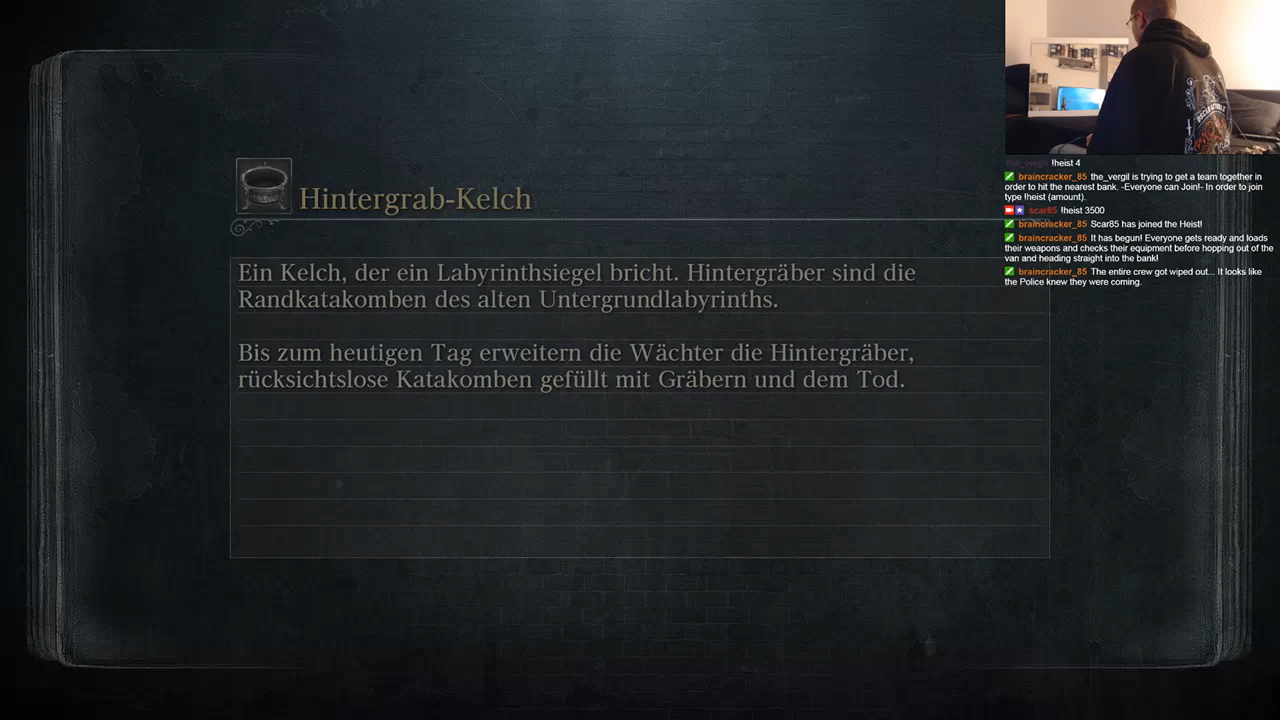 Hintergrab-Kelch
Ein Kelch, der ein Labyrinthsiegel bricht. Hintergräber sind die
Randkatakomben des alten Untergrundlabyrinths.
Bis zum heutigen Tag erweitern die Wächter die Hintergräber,
rücksichtslose Katakomben gefüllt mit Gräbern und dem Tod.
the_vergil !heist 4
braincracker_85 the_vergil is trying to get a team together in
order to hit the nearest bank. -Everyone can Join!- In order to join
type !heist (amount).
scar85 !heist 3500
braincracker_85 Scar85 has joined the Heist!
braincracker_85 It has begun! Everyone gets ready and loads
their weapons and checks their equipment before hopping out of the
van and heading straight into the bank!
braincracker_85 The entire crew got wiped out... It looks like
the Police knew they were coming.